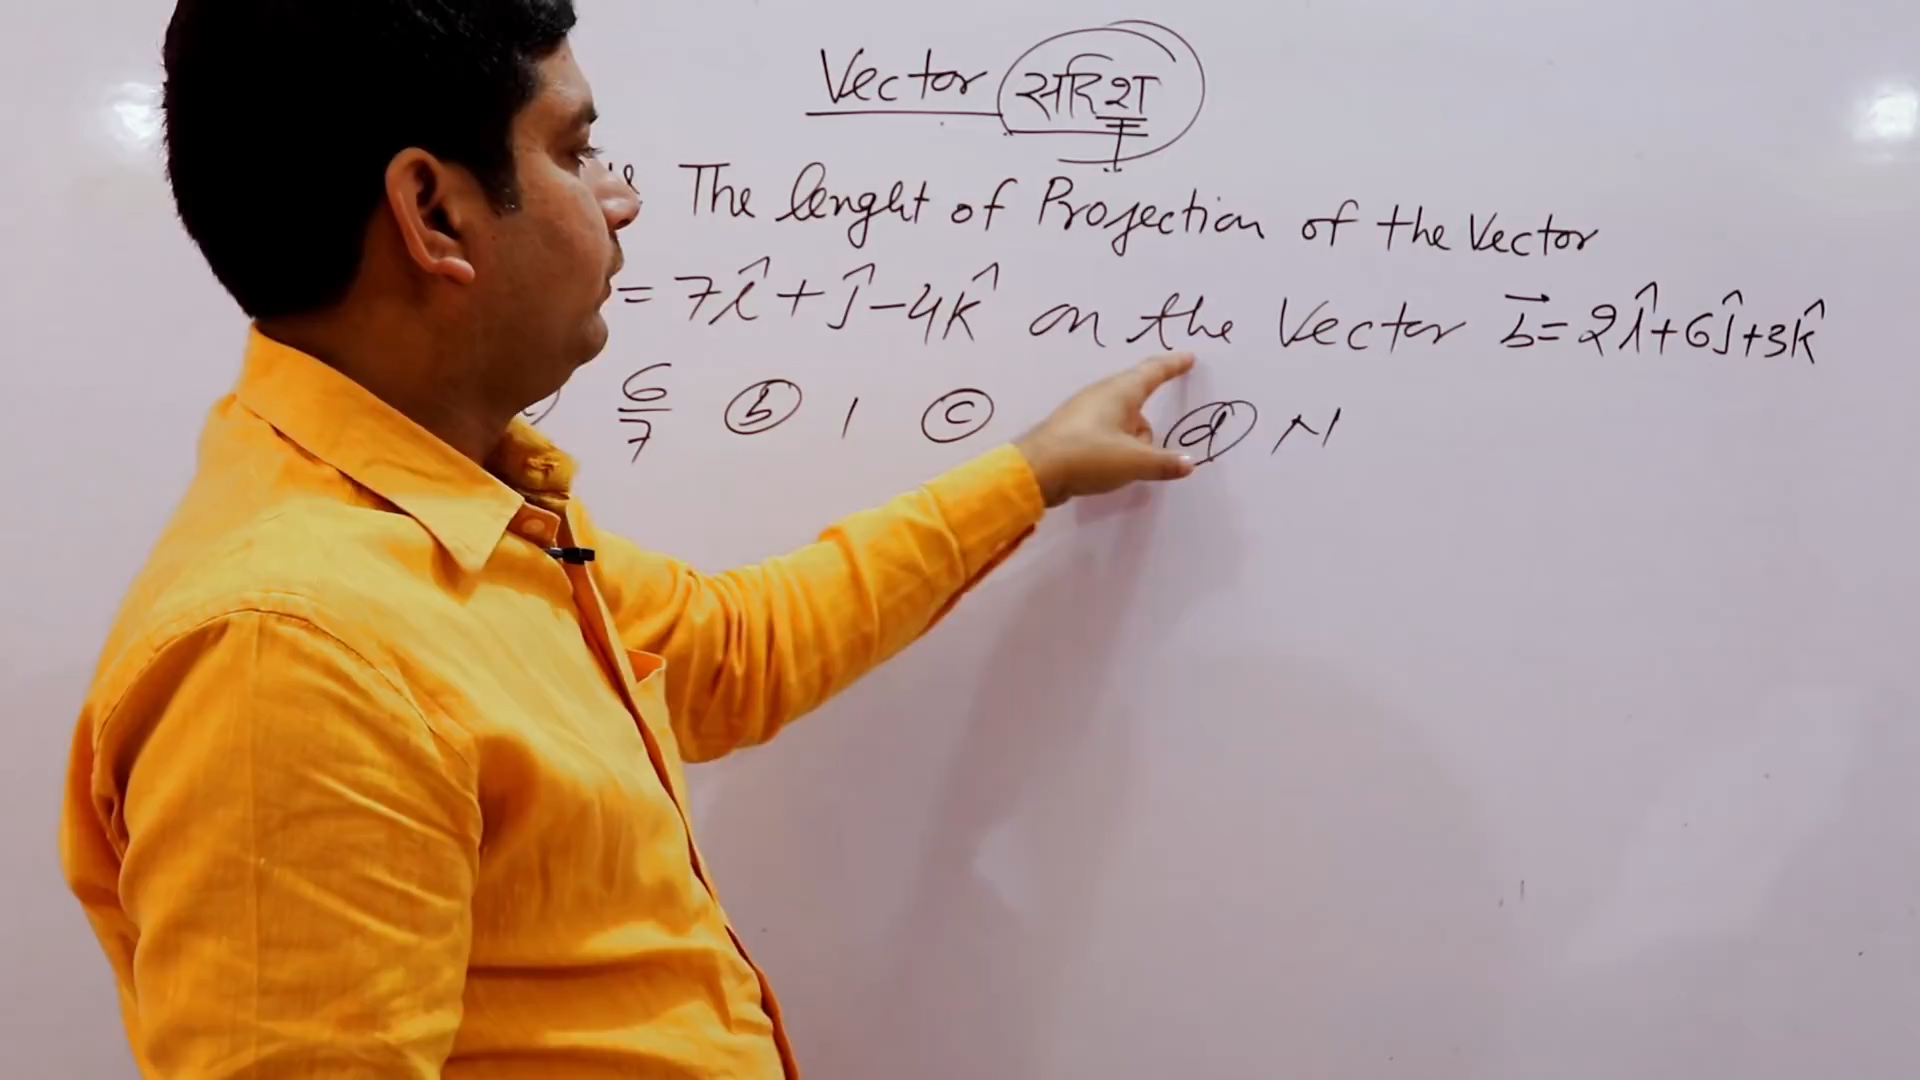 Vector सदिश
The lenght of Projection of the Vector
= 7î + ĵ - 4k̂ on the Vector b⃗ = 2î + 6ĵ + 3k̂
6/7 (b) 1 (c) (d) N